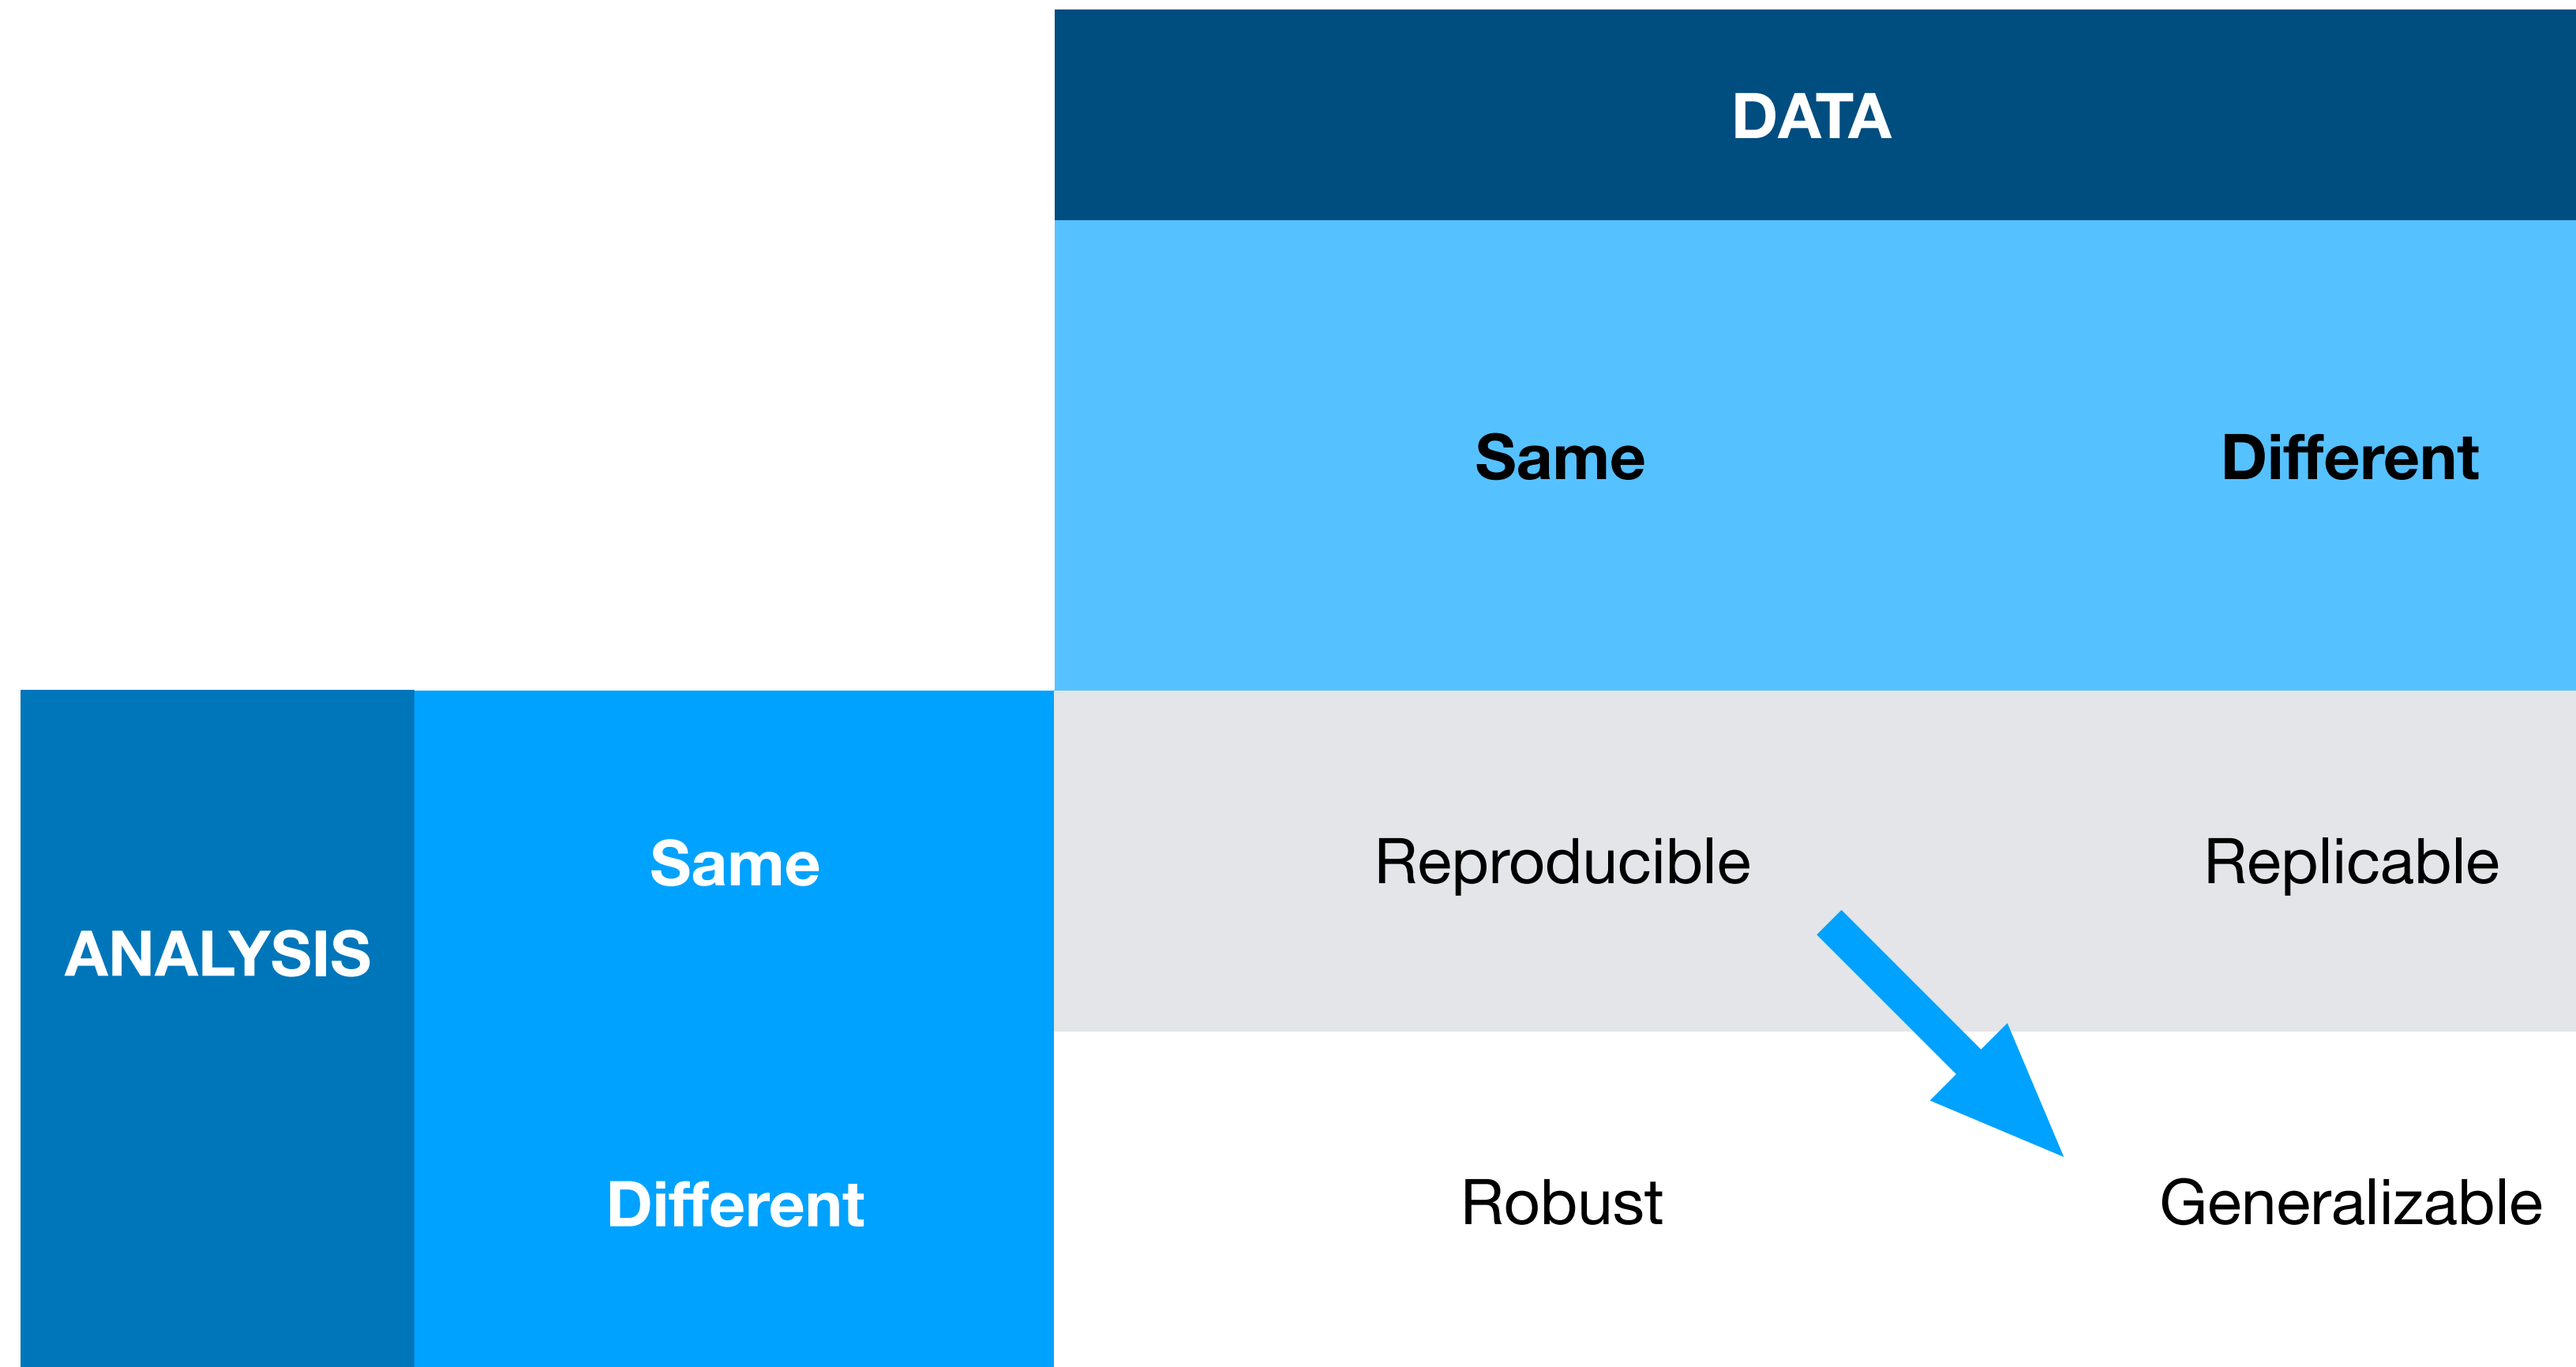 DATA
Same Different
ANALYSIS
Same Reproducible Replicable
Different Robust Generalizable